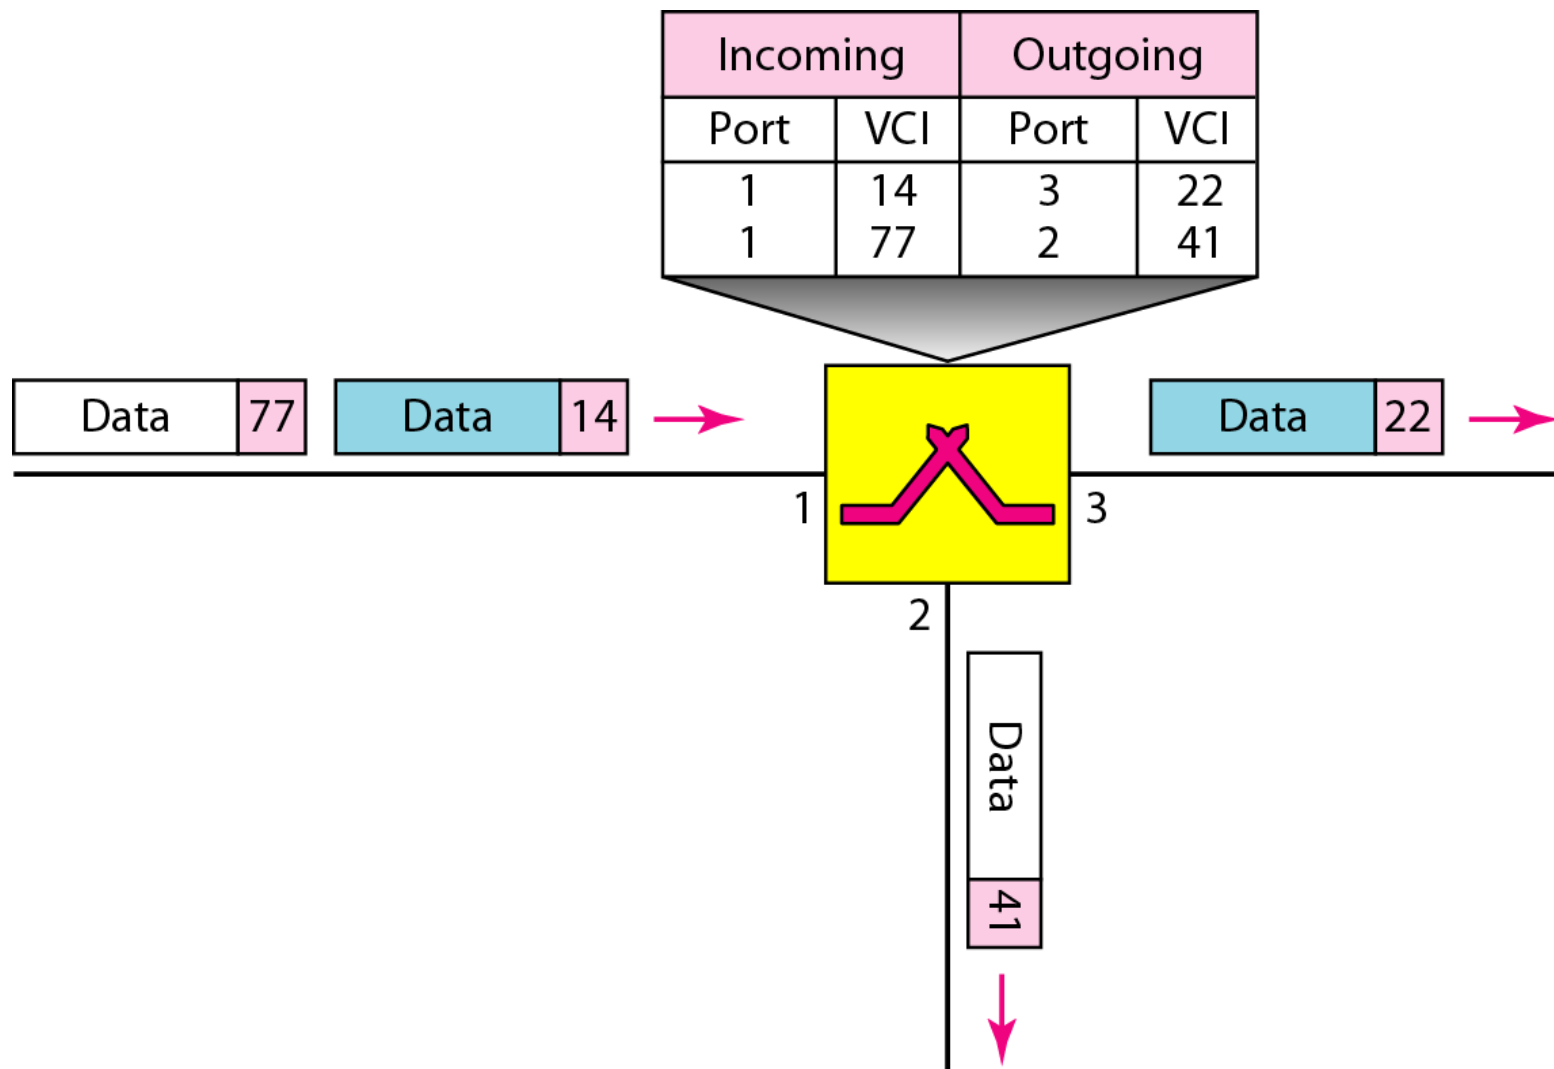 Incoming Outgoing
Port VCI Port VCI
1 14 3 22
1 77 2 41
Data 77 Data 14 Data 22
1 3
2
Data 41